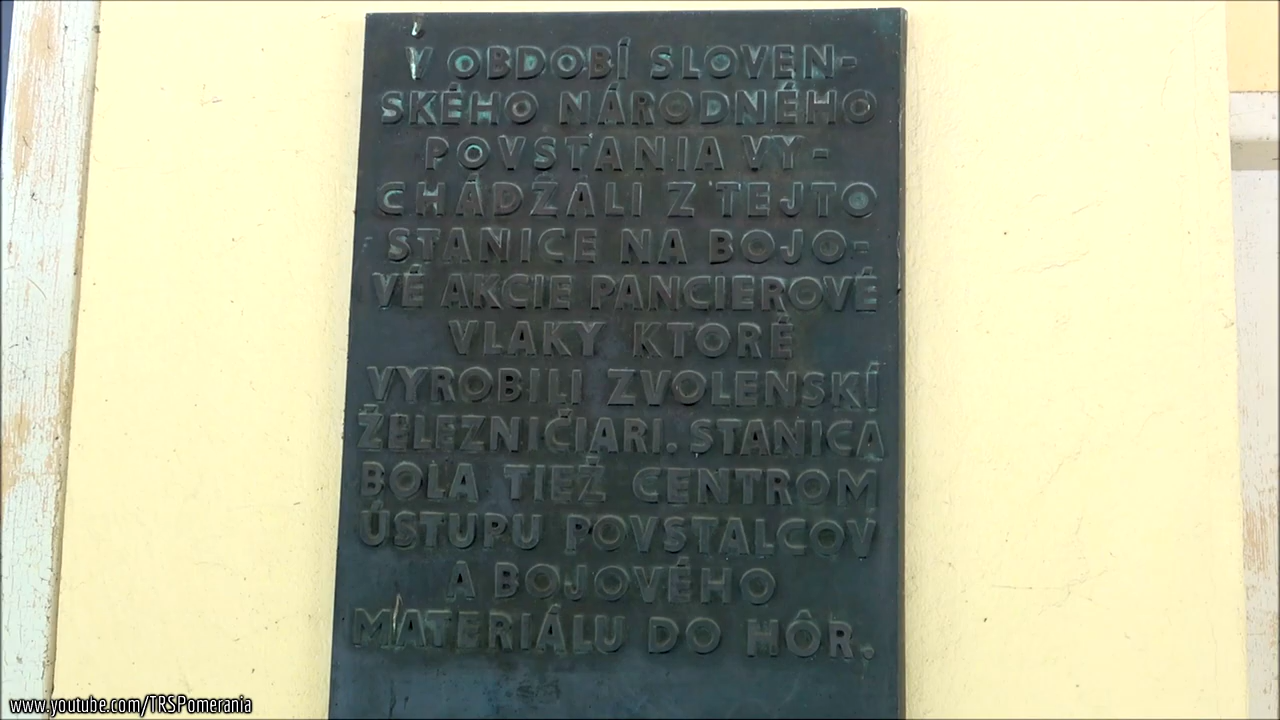 V OBDOBÍ SLOVEN-
SKÉHO NÁRODNÉHO
POVSTANIA VY-
CHÁDZALI Z TEJTO
STANICE NA BOJO-
VÉ AKCIE PANCIEROVÉ
VLAKY KTORÉ
VYROBILI ZVOLENSKÍ
ŽELEZNIČIARI. STANICA
BOLA TIEŽ CENTROM
ÚSTUPU POVSTALCOV
A BOJOVÉHO
MATERIÁLU DO HÔR.
www.youtube.com/TRSPomerania